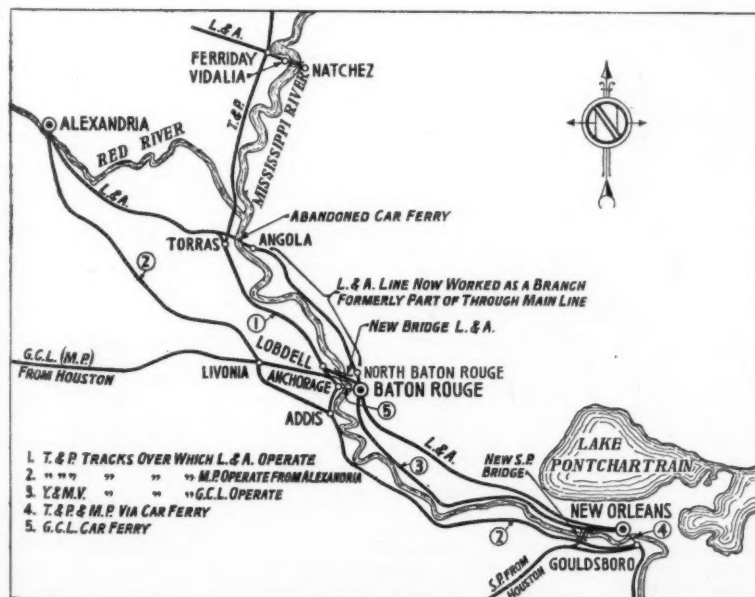 L. & A.
FERRIDAY
VIDALIA
NATCHEZ
ALEXANDRIA
T. & P.
RED RIVER
MISSISSIPPI RIVER
L. & A.
ABANDONED CAR FERRY
TORRAS
ANGOLA
2
L. & A. LINE NOW WORKED AS A BRANCH
FORMERLY PART OF THROUGH MAIN LINE
1
NEW BRIDGE L. & A.
G.C.L. (M.P.)
FROM HOUSTON
LOBDELL
LIVONIA
ANCHORAGE
NORTH BATON ROUGE
BATON ROUGE
ADDIS
5
L. & A.
3
NEW S.P.
BRIDGE
LAKE
PONTCHARTRAIN
NEW ORLEANS
4
2
GOULDSBORO
S.P. FROM
HOUSTON
1. T. & P. TRACKS OVER WHICH L. & A. OPERATE
2. " " " " " " M.P. OPERATE FROM ALEXANDRIA
3. Y. & M.V. " " " G.C.L. OPERATE
4. T. & P. & M.P. VIA CAR FERRY
5. G.C.L. CAR FERRY
N